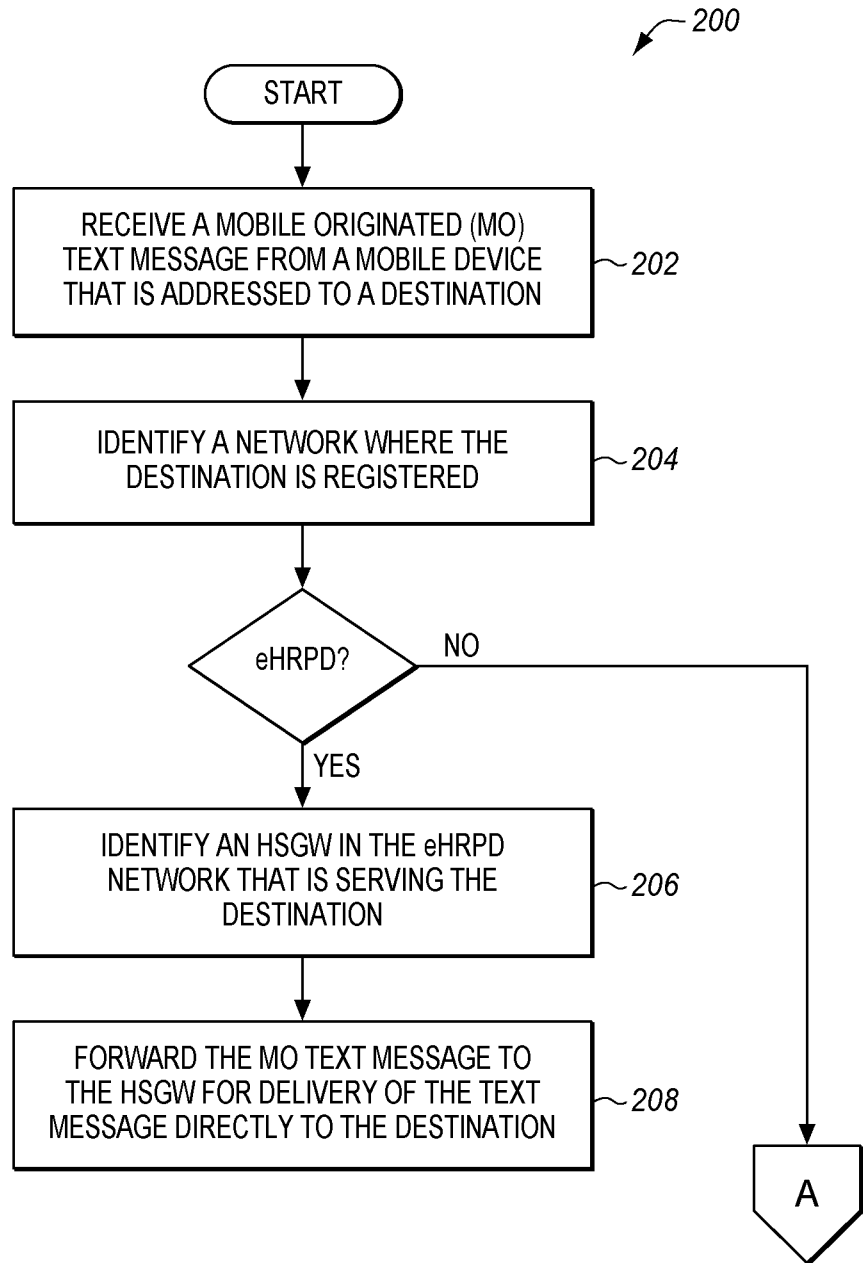 200
START
RECEIVE A MOBILE ORIGINATED (MO)
TEXT MESSAGE FROM A MOBILE DEVICE
THAT IS ADDRESSED TO A DESTINATION
202
IDENTIFY A NETWORK WHERE THE
DESTINATION IS REGISTERED
204
eHRPD?
NO
YES
IDENTIFY AN HSGW IN THE eHRPD
NETWORK THAT IS SERVING THE
DESTINATION
206
FORWARD THE MO TEXT MESSAGE TO
THE HSGW FOR DELIVERY OF THE TEXT
MESSAGE DIRECTLY TO THE DESTINATION
208
A